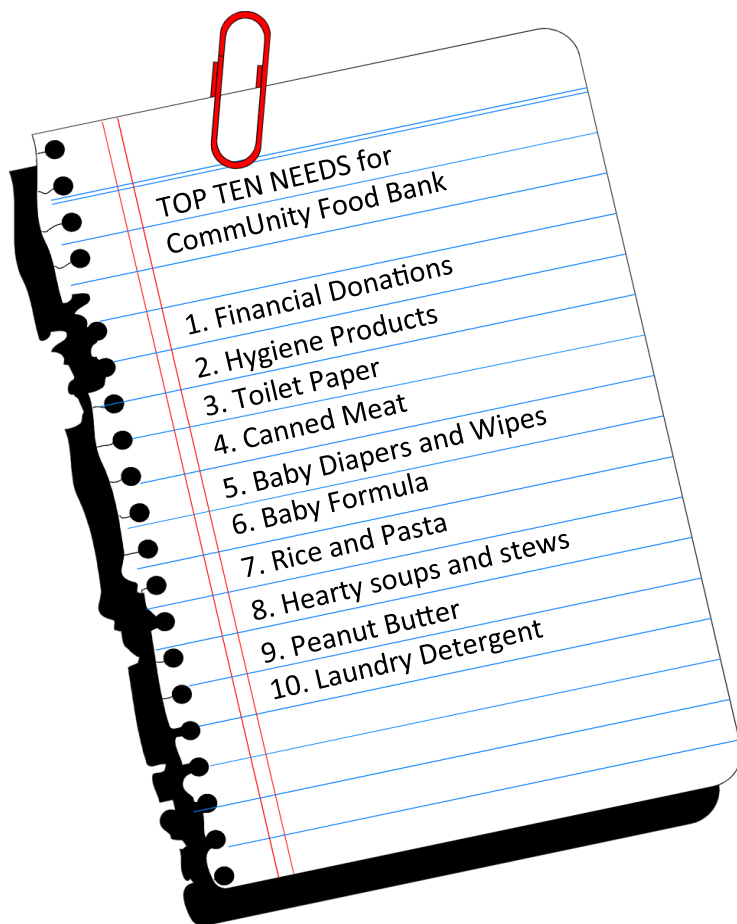 TOP TEN NEEDS for
CommUnity Food Bank
1. Financial Donations
2. Hygiene Products
3. Toilet Paper
4. Canned Meat
5. Baby Diapers and Wipes
6. Baby Formula
7. Rice and Pasta
8. Hearty soups and stews
9. Peanut Butter
10. Laundry Detergent